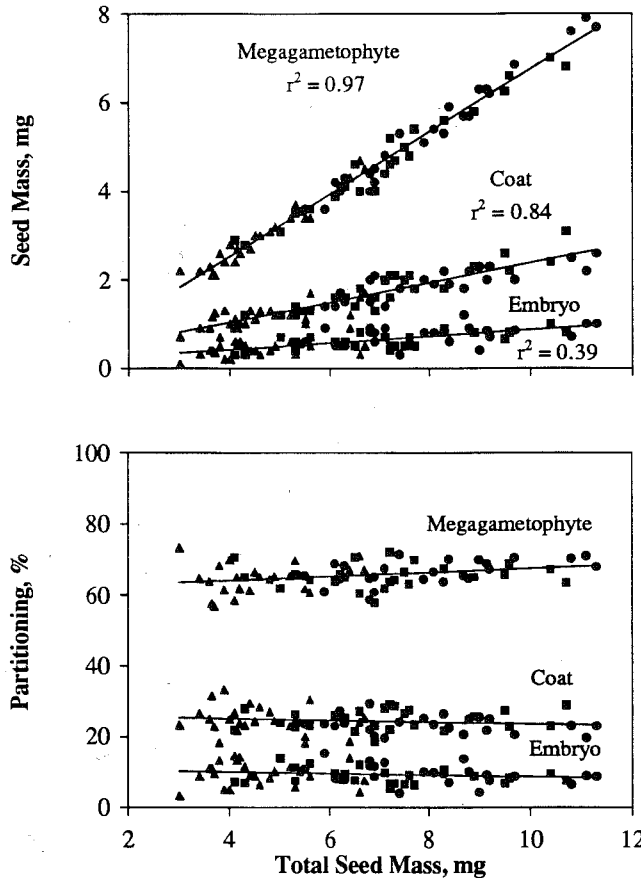 8
6
4
2
0
Seed Mass, mg
Megagametophyte
r² = 0.97
Coat
r² = 0.84
Embryo
r² = 0.39
100
80
60
40
20
0
Partitioning, %
Megagametophyte
Coat
Embryo
2 4 6 8 10 12
Total Seed Mass, mg